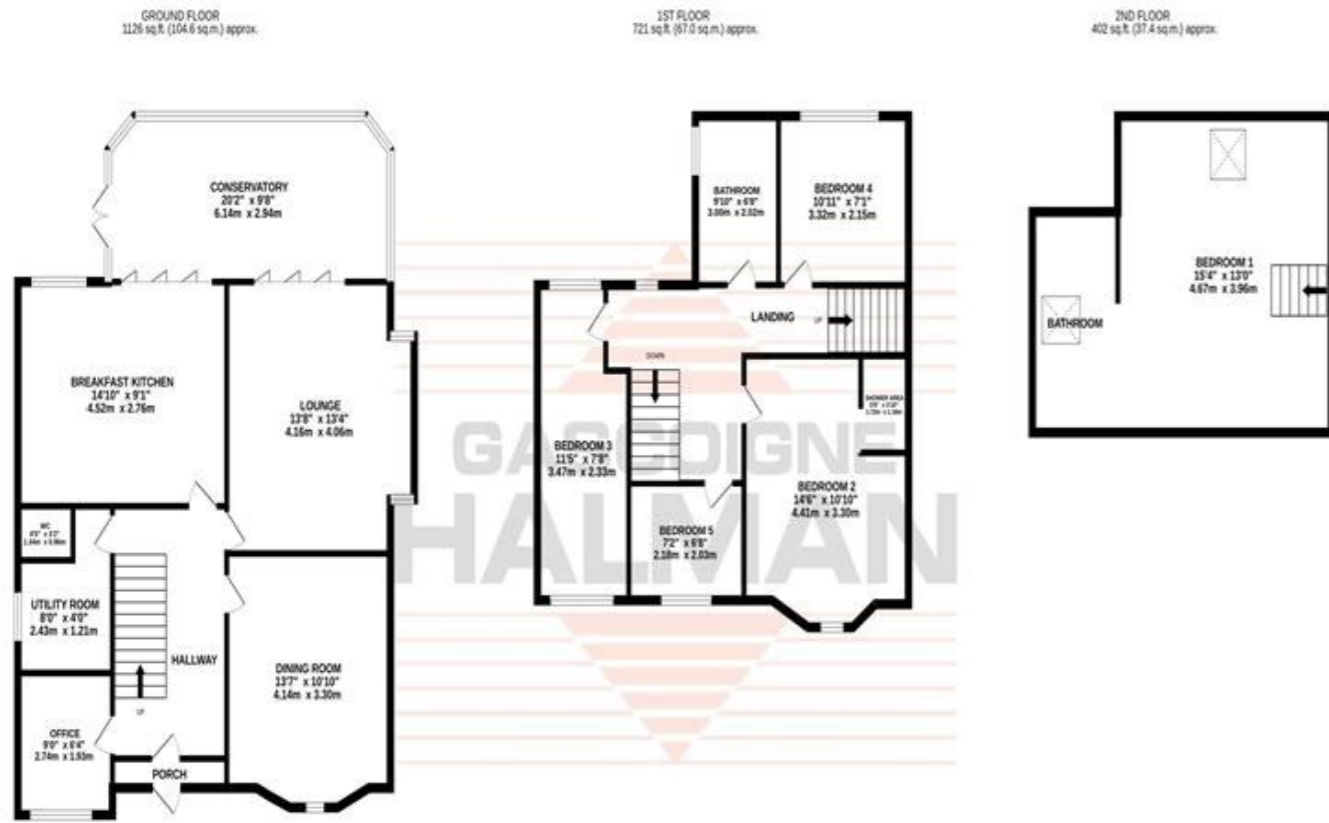 GROUND FLOOR
1126 sq.ft. (104.6 sq.m.) approx.
CONSERVATORY
20'2" x 9'8"
6.14m x 2.94m
BREAKFAST KITCHEN
14'10" x 9'1"
4.52m x 2.76m
LOUNGE
13'8" x 13'4"
4.16m x 4.06m
WC
UTILITY ROOM
8'0" x 4'0"
2.43m x 1.21m
HALLWAY
UP
DINING ROOM
13'7" x 10'10"
4.14m x 3.30m
OFFICE
9'0" x 6'4"
2.74m x 1.93m
PORCH
1ST FLOOR
721 sq.ft. (67.0 sq.m.) approx.
BATHROOM
9'10" x 6'8"
3.00m x 2.02m
BEDROOM 4
10'11" x 7'1"
3.32m x 2.15m
LANDING
UP
DOWN
SHOWER AREA
BEDROOM 3
11'5" x 7'8"
3.47m x 2.33m
BEDROOM 2
14'6" x 10'10"
4.41m x 3.30m
BEDROOM 5
7'2" x 6'8"
2.18m x 2.03m
GASCOIGNE
HALMAN
2ND FLOOR
402 sq.ft. (37.4 sq.m.) approx.
BEDROOM 1
15'4" x 13'0"
4.67m x 3.96m
BATHROOM